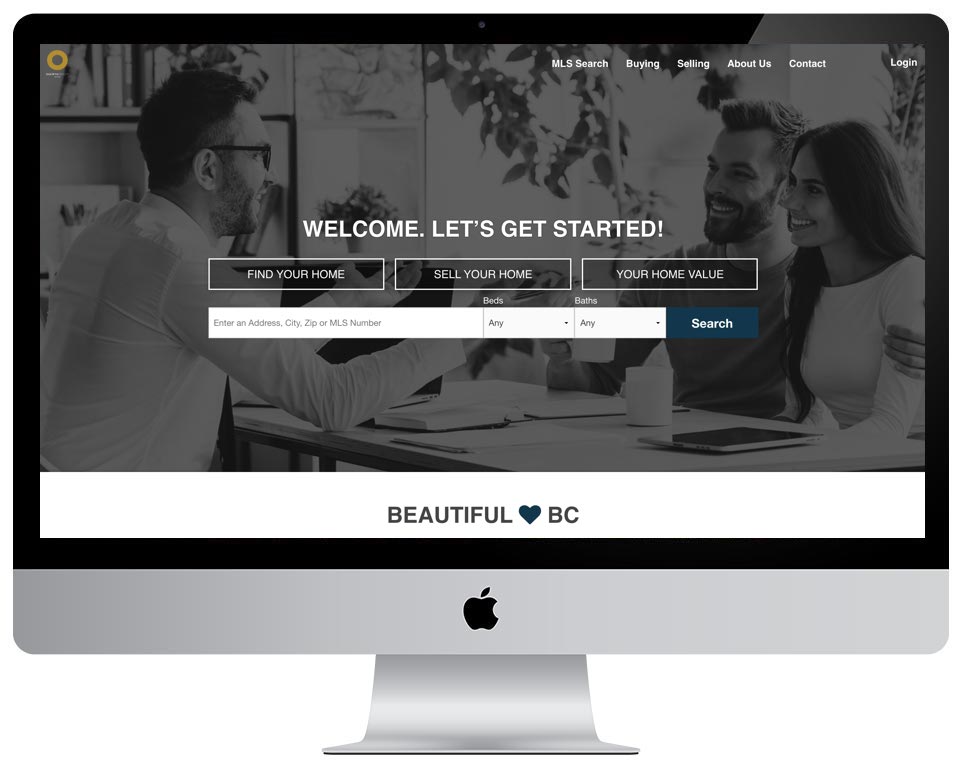 MLS Search Buying Selling About Us Contact Login
WELCOME. LET'S GET STARTED!
FIND YOUR HOME SELL YOUR HOME YOUR HOME VALUE
Beds Baths
Enter an Address, City, Zip or MLS Number Any Any Search
BEAUTIFUL BC